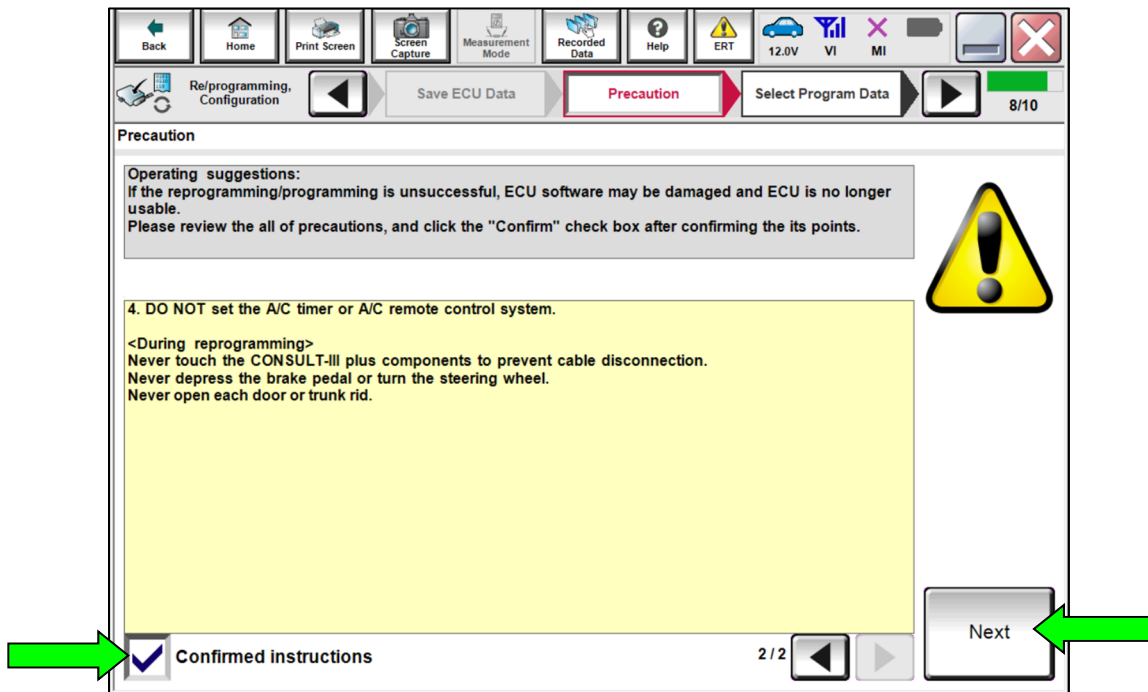 Back
Home
Print Screen
Screen
Capture
Measurement
Mode
Recorded
Data
Help
ERT
12.0V
VI
MI
Re/programming,
Configuration
Save ECU Data
Precaution
Select Program Data
8/10
Precaution
Operating suggestions:
If the reprogramming/programming is unsuccessful, ECU software may be damaged and ECU is no longer
usable.
Please review the all of precautions, and click the "Confirm" check box after confirming the its points.
4. DO NOT set the A/C timer or A/C remote control system.
<During reprogramming>
Never touch the CONSULT-III plus components to prevent cable disconnection.
Never depress the brake pedal or turn the steering wheel.
Never open each door or trunk rid.
Confirmed instructions
2/2
Next